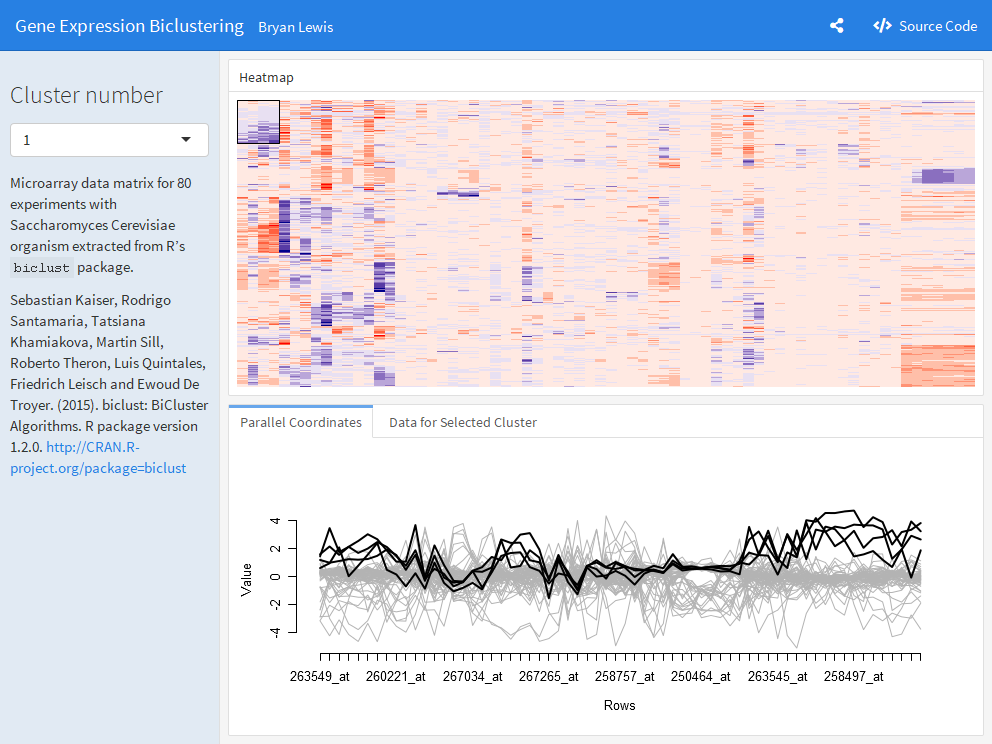 Gene Expression Biclustering Bryan Lewis Source Code
Cluster number
1
Microarray data matrix for 80
experiments with
Saccharomyces Cerevisiae
organism extracted from R’s
biclust package.
Sebastian Kaiser, Rodrigo
Santamaria, Tatsiana
Khamiakova, Martin Sill,
Roberto Theron, Luis Quintales,
Friedrich Leisch and Ewoud De
Troyer. (2015). biclust: BiCluster
Algorithms. R package version
1.2.0. http://CRAN.R-
project.org/package=biclust
Heatmap
Parallel Coordinates Data for Selected Cluster
Value
4
2
0
-2
-4
263549_at 260221_at 267034_at 267265_at 258757_at 250464_at 263545_at 258497_at
Rows